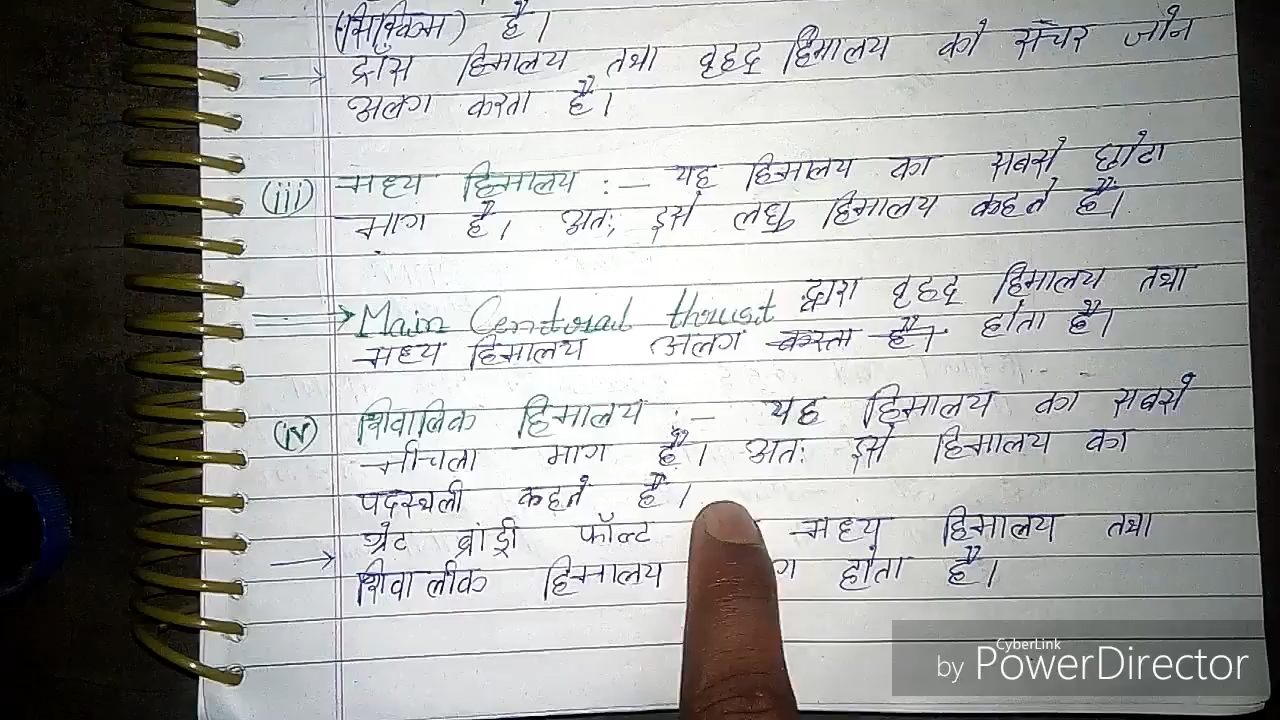 (सिक्किम) है।
ट्रांस हिमालय तथा वृहद हिमालय को सेंचर जोन
अलग करता है।
(iii) मध्य हिमालय :- यह हिमालय का सबसे छोटा
भाग है। अतः इसे लघु हिमालय कहते हैं।
Main Central thrust द्वारा वृहद हिमालय तथा
मध्य हिमालय अलग करता है। होता है।
(iv) शिवालिक हिमालय :- यह हिमालय का सबसे
नीचला भाग है। अतः इसे हिमालय का
पदस्थली कहते हैं।
ग्रेट ब्रांड्री फॉल्ट मध्य हिमालय तथा
शिवालीक हिमालय ग होता है।
CyberLink
by PowerDirector